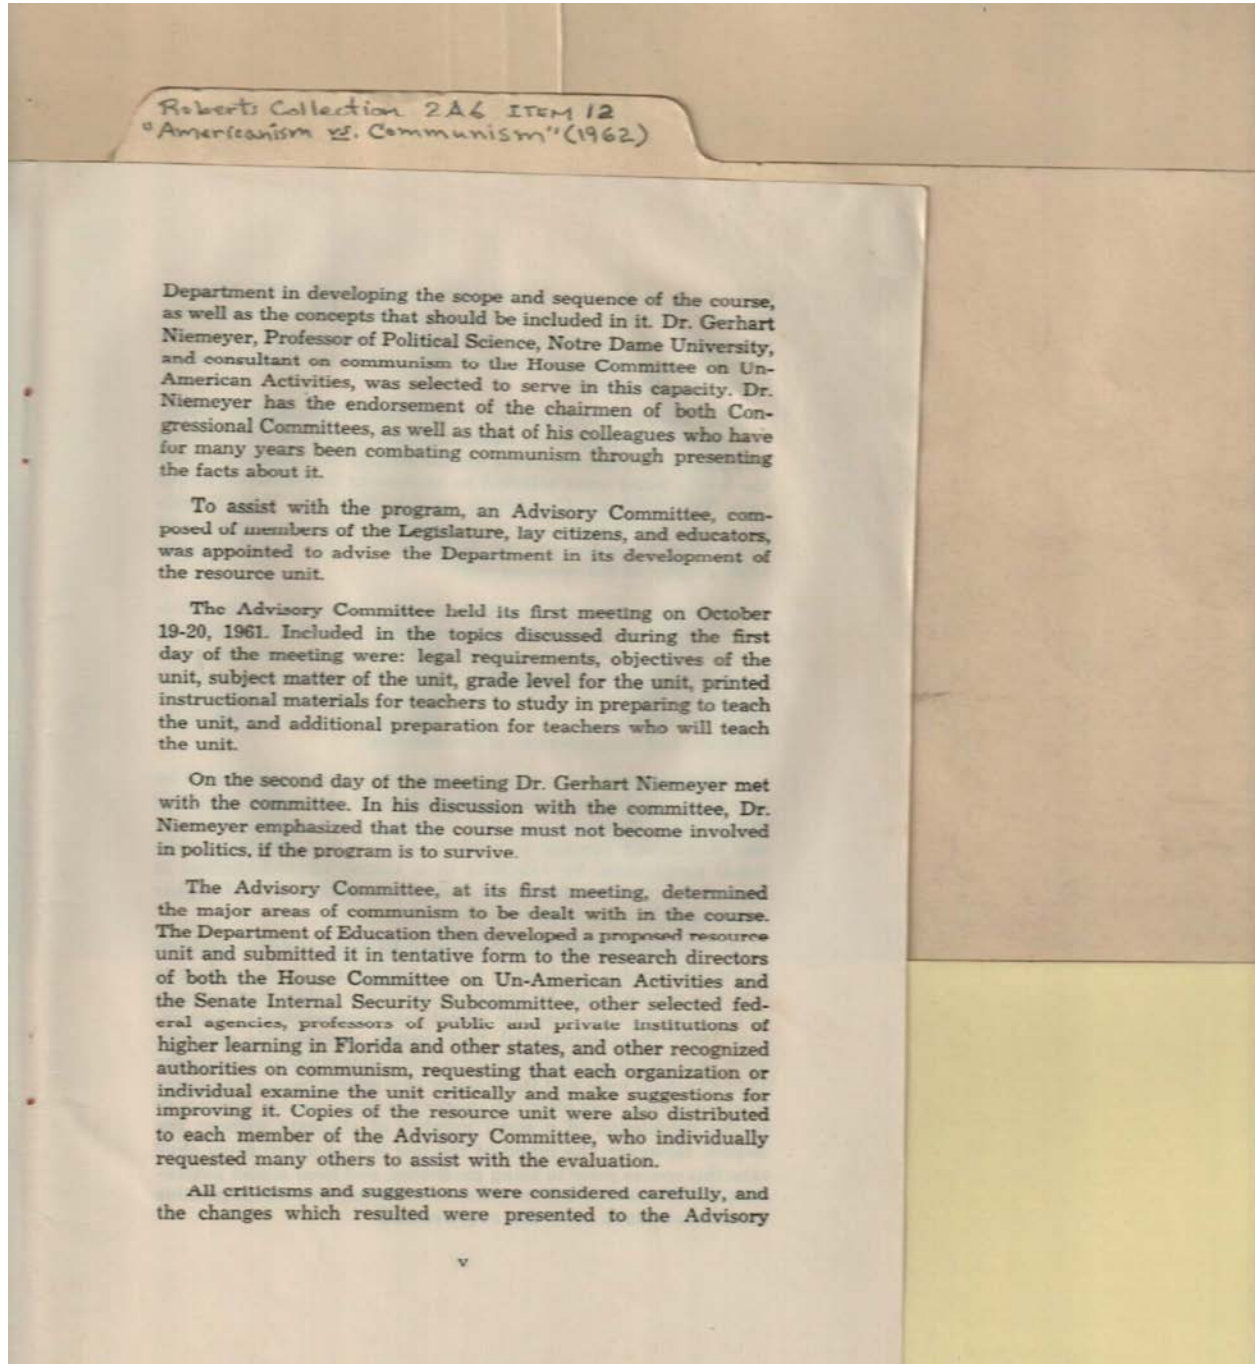 Roberts Collection 2A6 ITEM 12
"Americanism vs. Communism" (1962)
Department in developing the scope and sequence of the course,
as well as the concepts that should be included in it. Dr. Gerhart
Niemeyer, Professor of Political Science, Notre Dame University,
and consultant on communism to the House Committee on Un-
American Activities, was selected to serve in this capacity. Dr.
Niemeyer has the endorsement of the chairmen of both Con-
gressional Committees, as well as that of his colleagues who have
for many years been combating communism through presenting
the facts about it.
To assist with the program, an Advisory Committee, com-
posed of members of the Legislature, lay citizens, and educators,
was appointed to advise the Department in its development of
the resource unit.
The Advisory Committee held its first meeting on October
19-20, 1961. Included in the topics discussed during the first
day of the meeting were: legal requirements, objectives of the
unit, subject matter of the unit, grade level for the unit, printed
instructional materials for teachers to study in preparing to teach
the unit, and additional preparation for teachers who will teach
the unit.
On the second day of the meeting Dr. Gerhart Niemeyer met
with the committee. In his discussion with the committee, Dr.
Niemeyer emphasized that the course must not become involved
in politics, if the program is to survive.
The Advisory Committee, at its first meeting, determined
the major areas of communism to be dealt with in the course.
The Department of Education then developed a proposed resource
unit and submitted it in tentative form to the research directors
of both the House Committee on Un-American Activities and
the Senate Internal Security Subcommittee, other selected fed-
eral agencies, professors of public and private institutions of
higher learning in Florida and other states, and other recognized
authorities on communism, requesting that each organization or
individual examine the unit critically and make suggestions for
improving it. Copies of the resource unit were also distributed
to each member of the Advisory Committee, who individually
requested many others to assist with the evaluation.
All criticisms and suggestions were considered carefully, and
the changes which resulted were presented to the Advisory
v